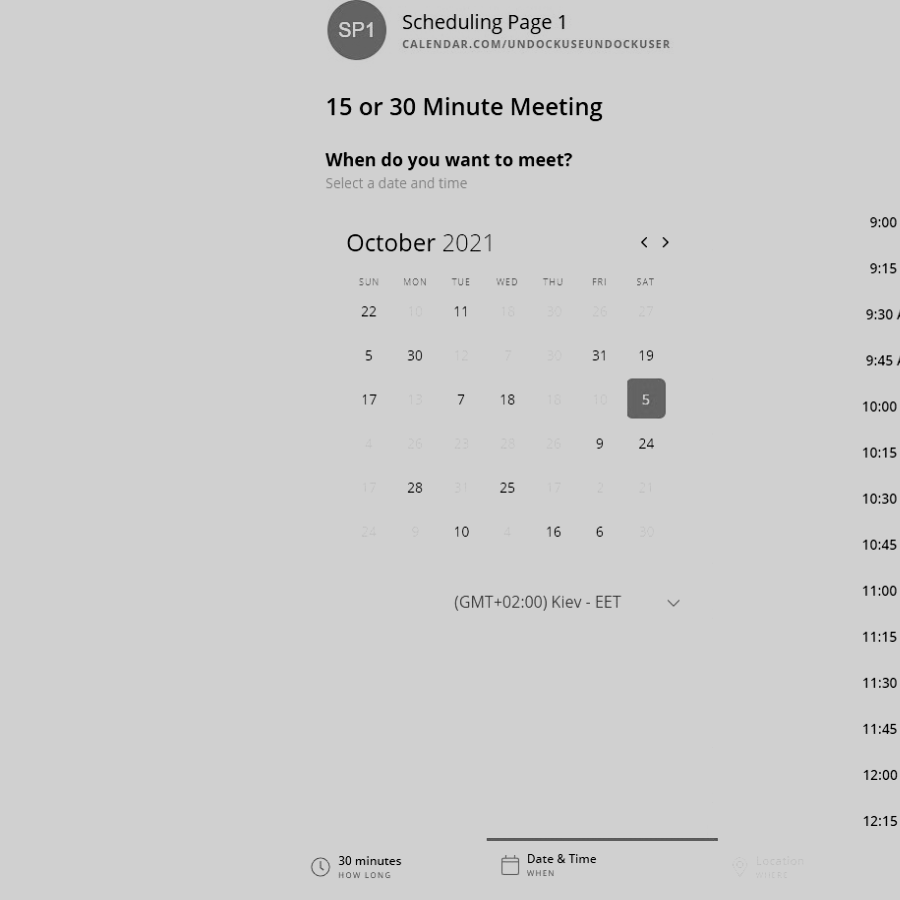 SP1
Scheduling Page 1
CALENDAR.COM/UNDOCKUSEUNDOCKUSER
15 or 30 Minute Meeting
When do you want to meet?
Select a date and time
October 2021
SUN MON TUE WED THU FRI SAT
22 10 11 18 30 26 27
5 30 12 7 30 31 19
17 13 7 18 18 10 5
4 26 23 28 26 9 24
17 28 31 25 17 2 21
24 9 10 4 16 6 30
(GMT+02:00) Kiev - EET
9:00
9:15
9:30
9:45
10:00
10:15
10:30
10:45
11:00
11:15
11:30
11:45
12:00
12:15
30 minutes
HOW LONG
Date & Time
WHEN
Location
WHERE